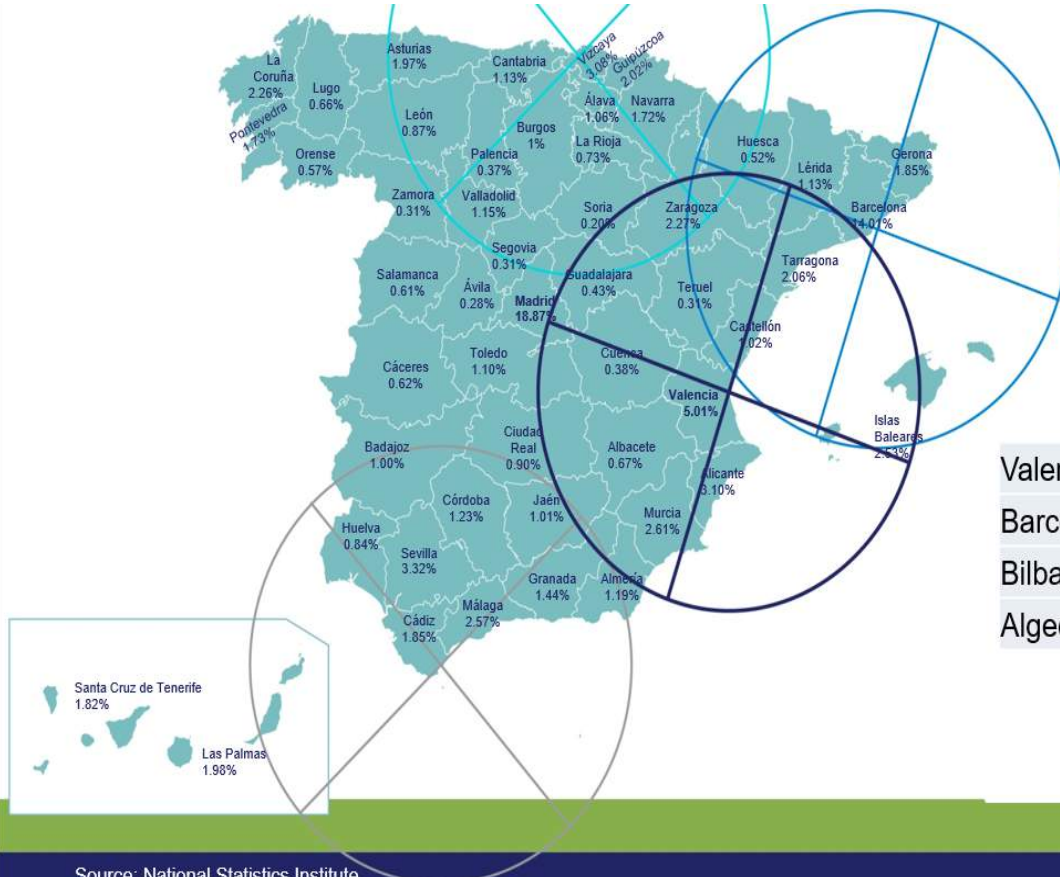 La
Coruña
2.26%
Lugo
0.66%
Asturias
1.97%
Cantabria
1.13%
Vizcaya
3.08%
Guipúzcoa
2.02%
Pontevedra
1.73%
Orense
0.57%
León
0.87%
Palencia
0.37%
Burgos
1%
Álava
1.06%
Navarra
1.72%
La Rioja
0.73%
Huesca
0.52%
Lérida
1.13%
Gerona
1.85%
Zamora
0.31%
Valladolid
1.15%
Soria
0.20%
Zaragoza
2.27%
Barcelona
14.01%
Segovia
0.31%
Tarragona
2.06%
Salamanca
0.61%
Ávila
0.28%
Madrid
18.87%
Guadalajara
0.43%
Teruel
0.31%
Castellón
1.02%
Cáceres
0.62%
Toledo
1.10%
Cuenca
0.38%
Valencia
5.01%
Islas
Baleares
2.53%
Badajoz
1.00%
Ciudad
Real
0.90%
Albacete
0.67%
Alicante
3.10%
Valen
Barc
Bilba
Algec
Huelva
0.84%
Córdoba
1.23%
Jaén
1.01%
Murcia
2.61%
Sevilla
3.32%
Granada
1.44%
Almería
1.19%
Cádiz
1.85%
Málaga
2.57%
Santa Cruz de Tenerife
1.82%
Las Palmas
1.98%
Source: National Statistics Institute